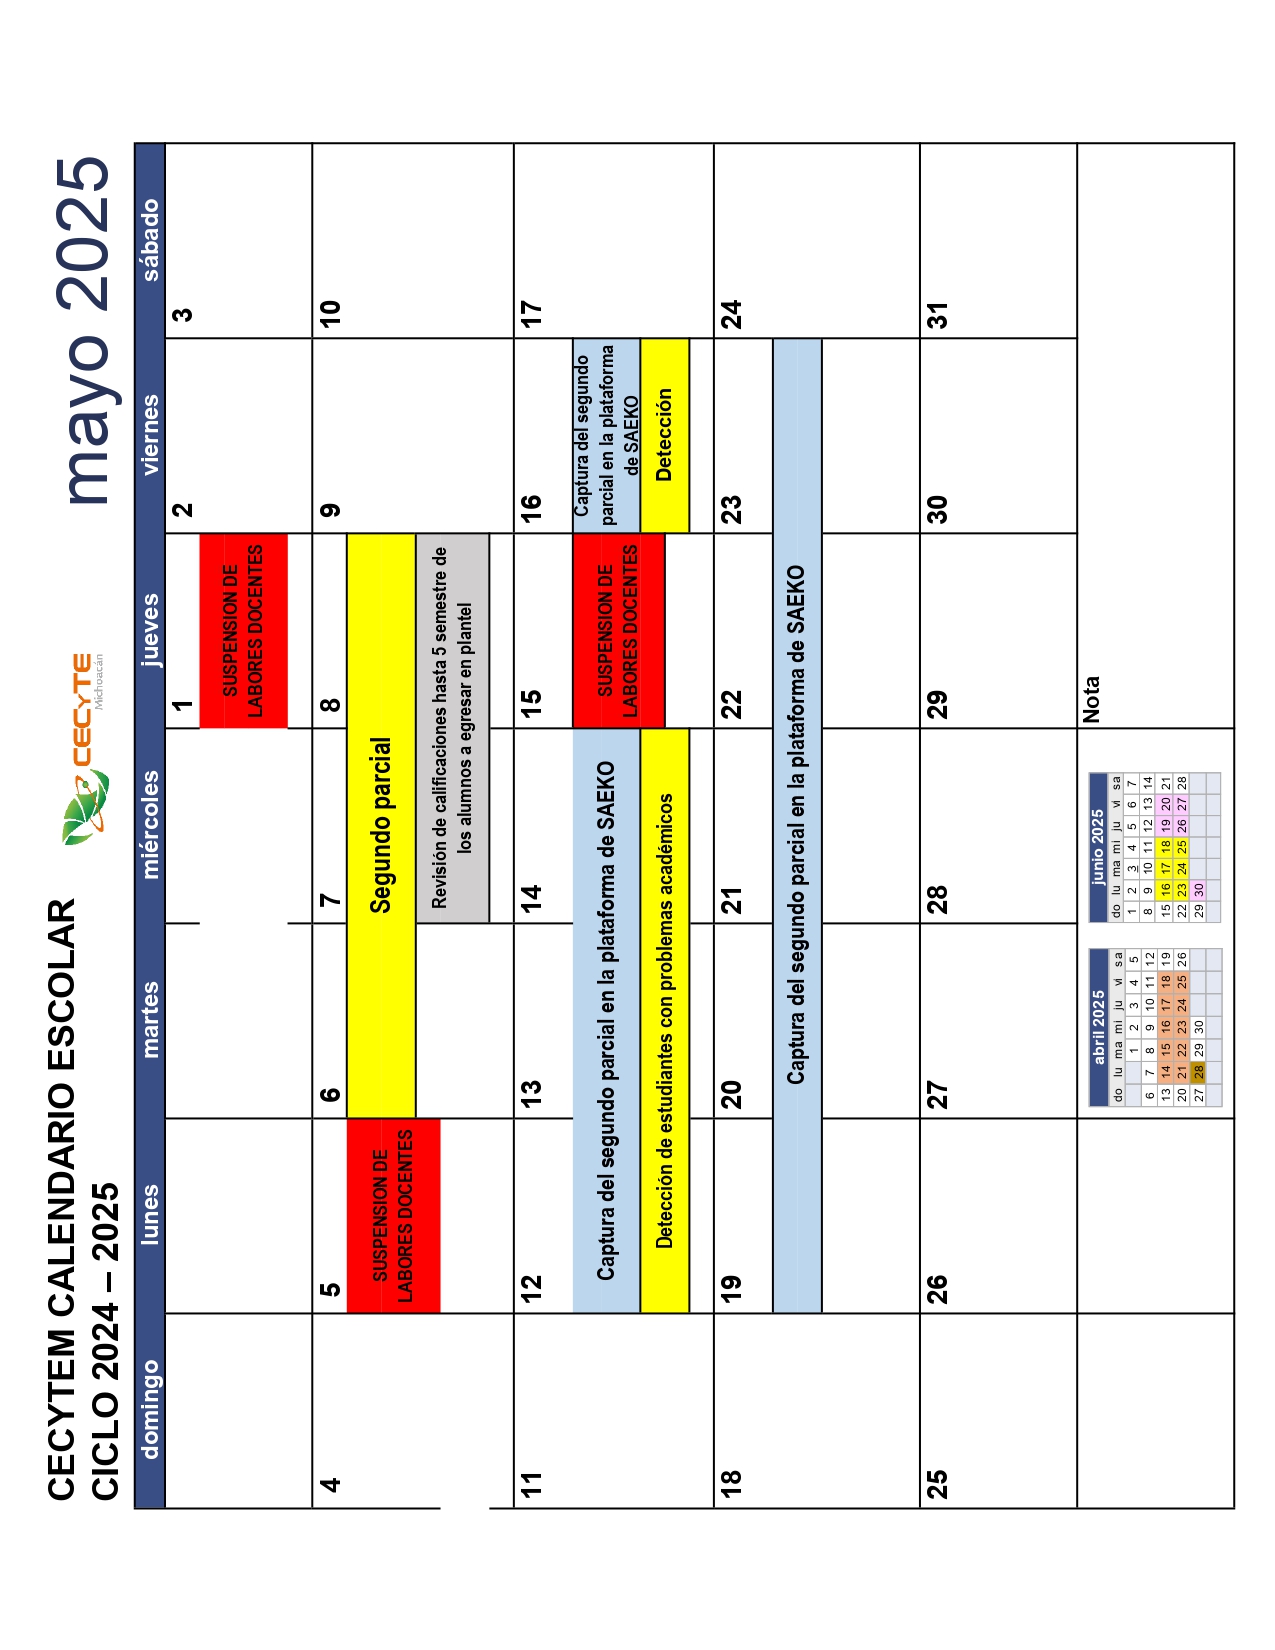 CECYTEM CALENDARIO ESCOLAR
CICLO 2024 – 2025
CECYTE
Michoacán
mayo 2025
domingo lunes martes miércoles jueves viernes sábado
1 2 3
SUSPENSION DE
LABORES DOCENTES
4 5 6 7 8 9 10
SUSPENSION DE
LABORES DOCENTES
Segundo parcial
Revisión de calificaciones hasta 5 semestre de
los alumnos a egresar en plantel
11 12 13 14 15 16 17
Captura del segundo parcial en la plataforma de SAEKO
SUSPENSION DE
LABORES DOCENTES
Captura del segundo
parcial en la plataforma
de SAEKO
Detección de estudiantes con problemas académicos
Detección
18 19 20 21 22 23 24
Captura del segundo parcial en la plataforma de SAEKO
25 26 27 28 29 30 31
abril 2025
do lu ma mi ju vi sa
1 2 3 4 5
6 7 8 9 10 11 12
13 14 15 16 17 18 19
20 21 22 23 24 25 26
27 28 29 30
junio 2025
do lu ma mi ju vi sa
1 2 3 4 5 6 7
8 9 10 11 12 13 14
15 16 17 18 19 20 21
22 23 24 25 26 27 28
29 30
Nota